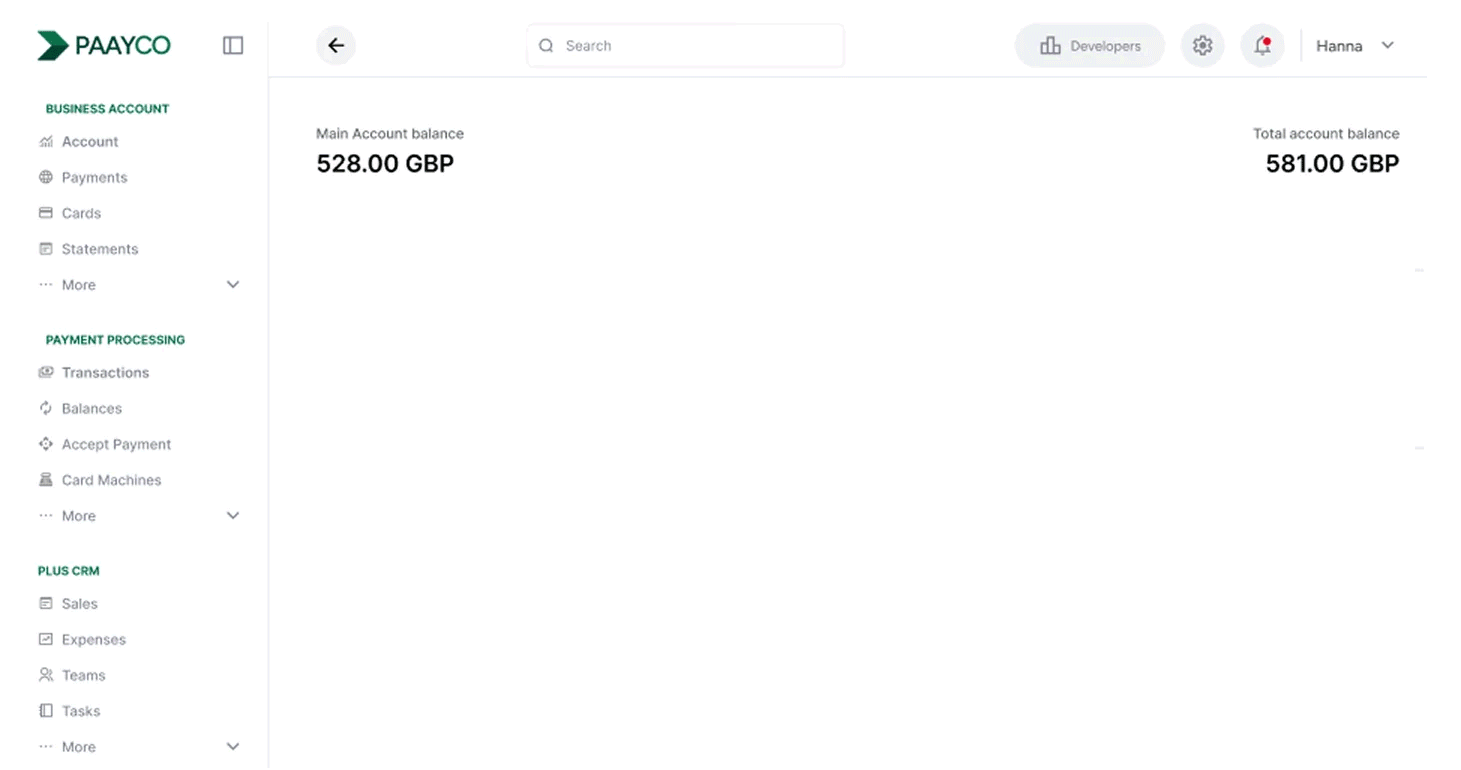 PAAYCO
Search
Developers
Hanna
BUSINESS ACCOUNT
Account
Payments
Cards
Statements
More
PAYMENT PROCESSING
Transactions
Balances
Accept Payment
Card Machines
More
PLUS CRM
Sales
Expenses
Teams
Tasks
More
Main Account balance
528.00 GBP
Total account balance
581.00 GBP